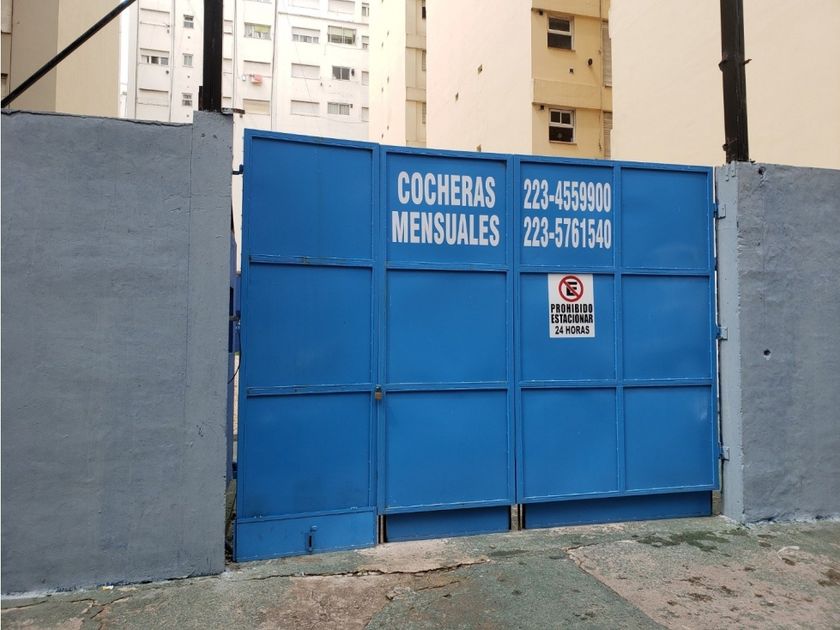 COCHERAS
MENSUALES
223-4559900
223-5761540
E
PROHIBIDO
ESTACIONAR
24 HORAS